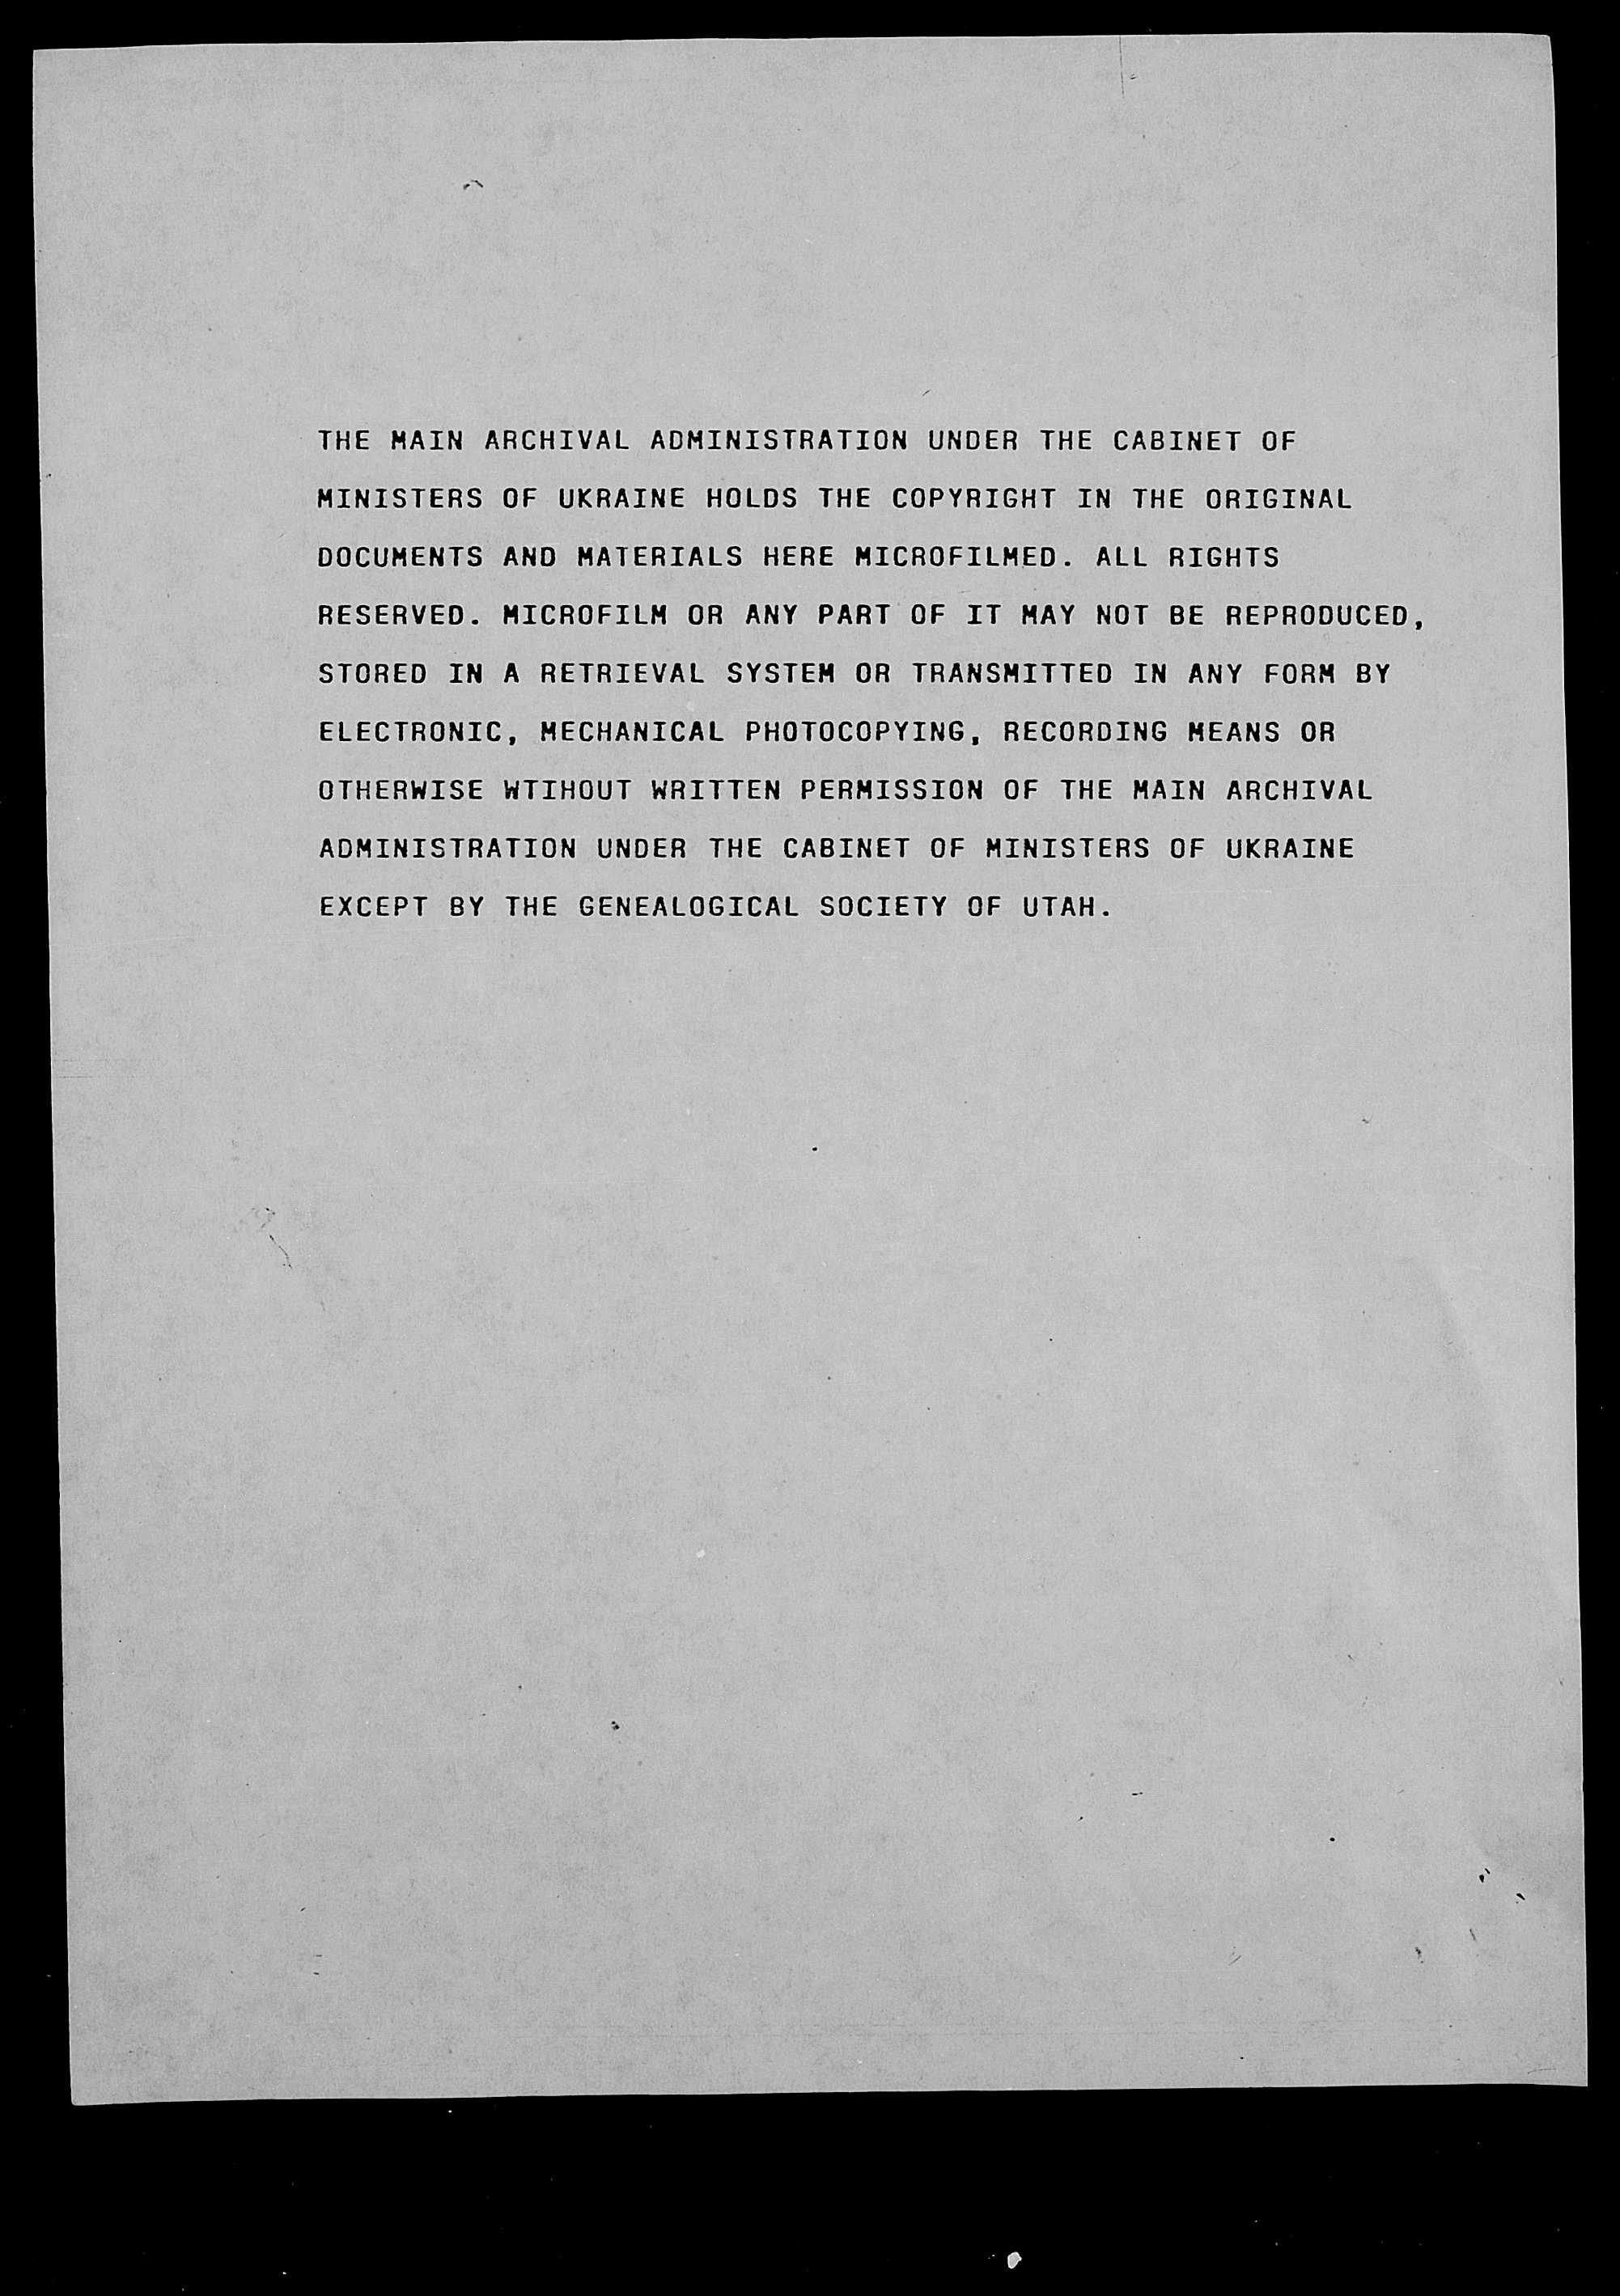 THE MAIN ARCHIVAL ADMINISTRATION UNDER THE CABINET OF
MINISTERS OF UKRAINE HOLDS THE COPYRIGHT IN THE ORIGINAL
DOCUMENTS AND MATERIALS HERE MICROFILMED. ALL RIGHTS
RESERVED. MICROFILM OR ANY PART OF IT MAY NOT BE REPRODUCED,
STORED IN A RETRIEVAL SYSTEM OR TRANSMITTED IN ANY FORM BY
ELECTRONIC, MECHANICAL PHOTOCOPYING, RECORDING MEANS OR
OTHERWISE WTIHOUT WRITTEN PERMISSION OF THE MAIN ARCHIVAL
ADMINISTRATION UNDER THE CABINET OF MINISTERS OF UKRAINE
EXCEPT BY THE GENEALOGICAL SOCIETY OF UTAH.